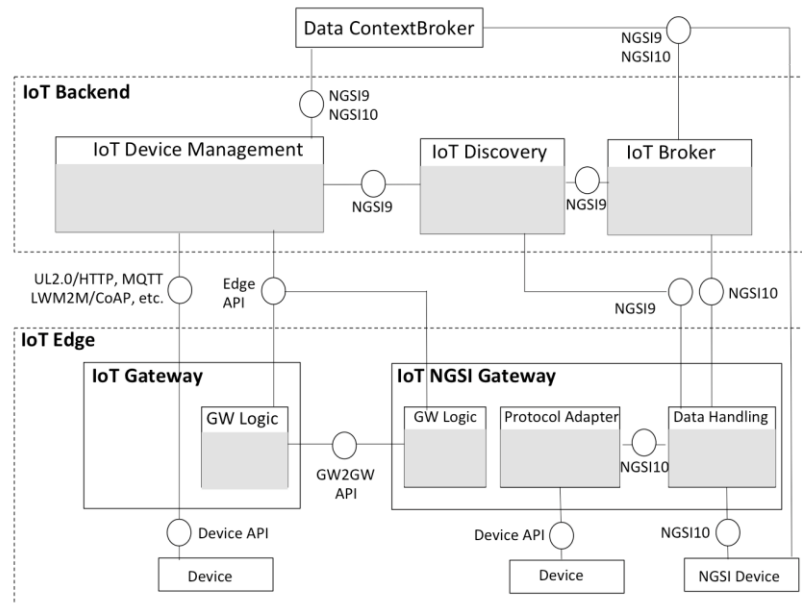 Data ContextBroker
NGSI9
NGSI10
IoT Backend
NGSI9
NGSI10
IoT Device Management
IoT Discovery
IoT Broker
NGSI9
NGSI9
UL2.0/HTTP, MQTT
LWM2M/CoAP, etc.
Edge
API
NGSI9
NGSI10
IoT Edge
IoT Gateway
IoT NGSI Gateway
GW Logic
GW Logic
Protocol Adapter
Data Handling
GW2GW
API
NGSI10
Device API
Device API
NGSI10
Device
Device
NGSI Device